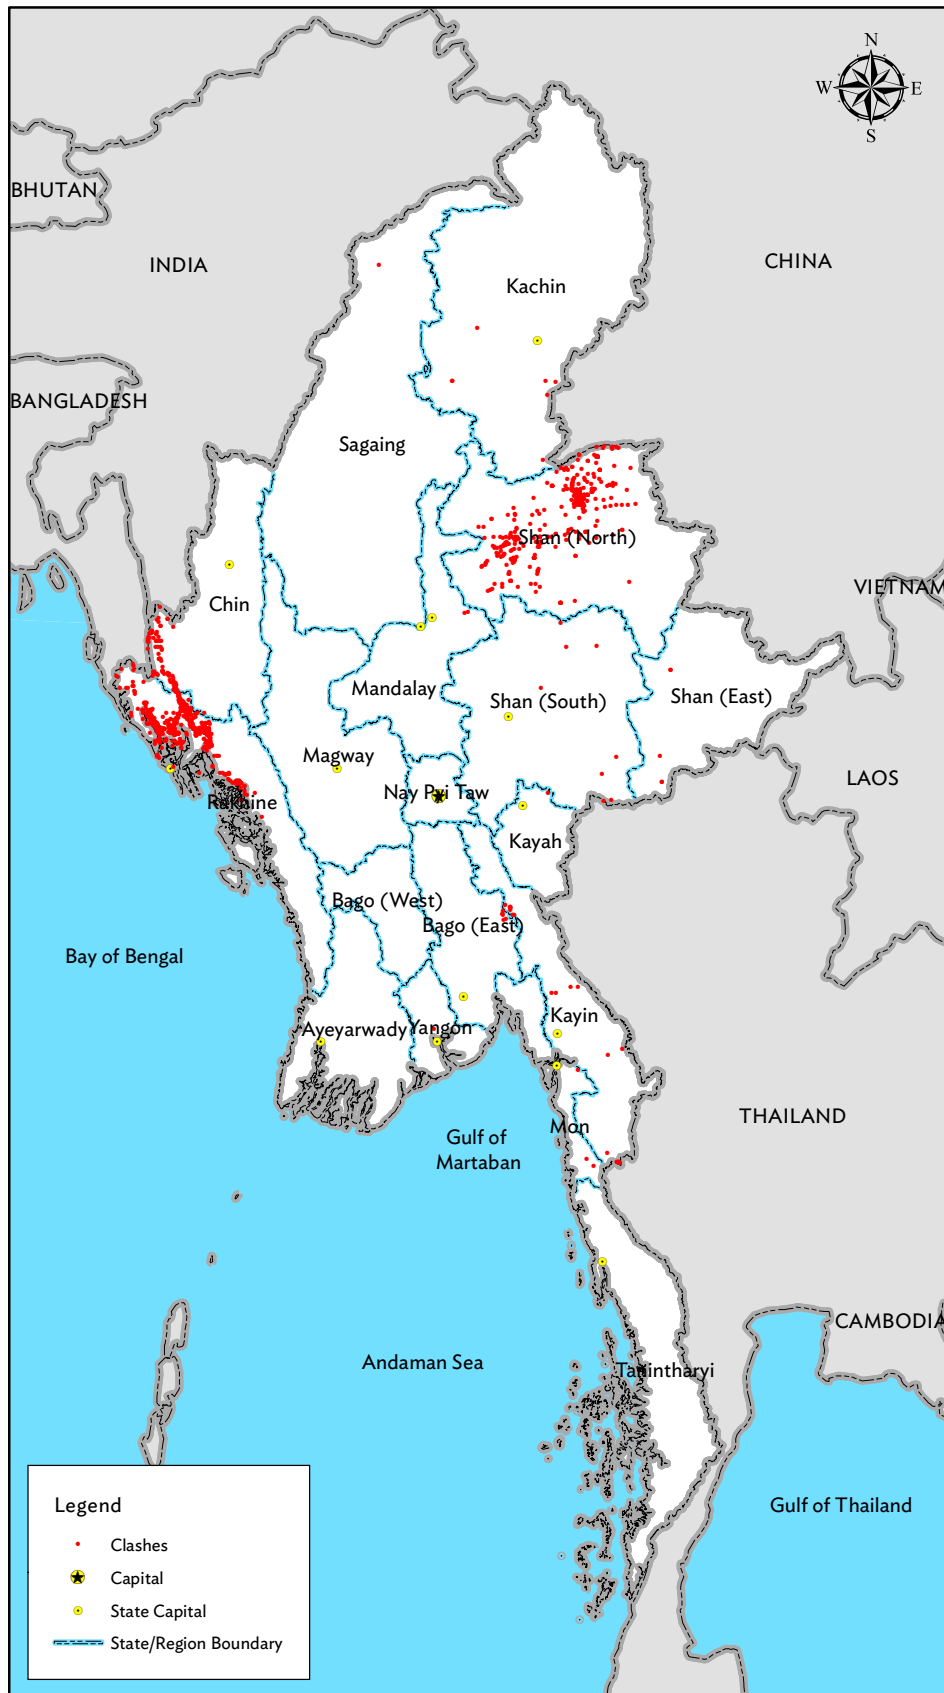 N
W
E
S
BHUTAN
INDIA
CHINA
Kachin
BANGLADESH
Sagaing
Shan (North)
VIETNAM
Chin
Mandalay
Shan (South)
Shan (East)
Magway
LAOS
Nay Pyi Taw
Rakhine
Kayah
Bago (West)
Bago (East)
Bay of Bengal
Kayin
Ayeyarwady
Yangon
THAILAND
Mon
Gulf of
Martaban
CAMBODIA
Andaman Sea
Tanintharyi
Gulf of Thailand
Legend
Clashes
Capital
State Capital
State/Region Boundary